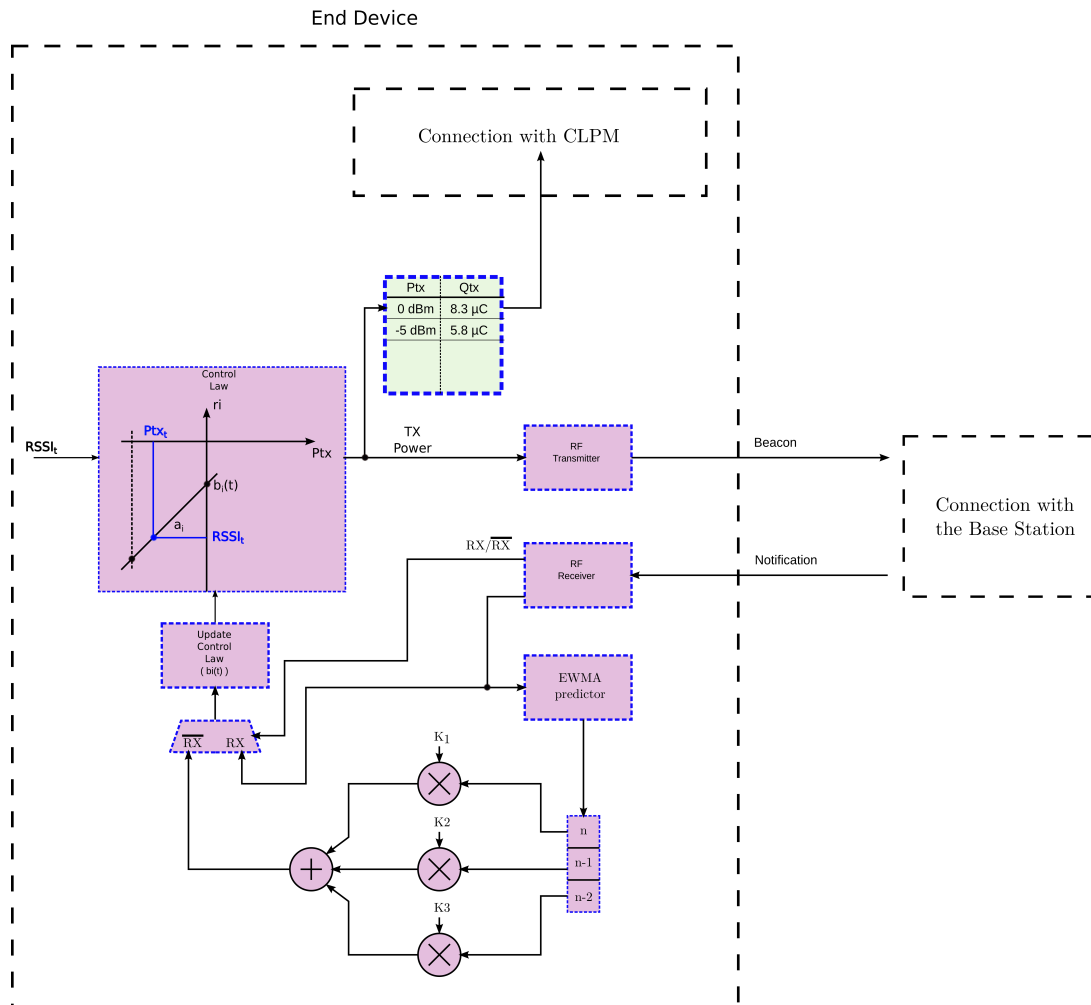 End Device
Connection with CLPM
Ptx Qtx
0 dBm 8.3 µC
-5 dBm 5.8 µC
Control
Law
ri
Ptxt
Ptx
bi(t)
ai
RSSIt
RSSIt
TX
Power
RF
Transmitter
Beacon
Connection with
the Base Station
RX/R̅X̅
RF
Receiver
Notification
Update
Control
Law
( bi(t) )
EWMA
predictor
R̅X̅ RX
K1
K2
K3
n
n-1
n-2